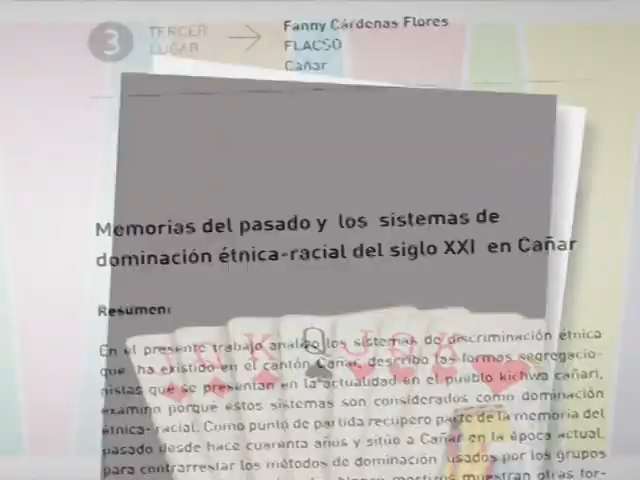 3 TERCER LUGAR
Fanny Cárdenas Flores
FLACSO
Cañar
Memorias del pasado y los sistemas de
dominación étnica-racial del siglo XXI en Cañar
Resumen:
En el presente trabajo analizo los sistemas de discriminación étnica
que ha existido en el cantón Cañar, describo las formas segregacio-
nistas que se presentan en la actualidad en el pueblo kichwa cañari,
examino porqué estos sistemas son considerados como dominación
étnica-racial. Como punto de partida recupero parte de la memoria del
pasado desde hace cuarenta años y sitúo a Cañar en la época actual,
para contrarrestar los métodos de dominación usados por los grupos
muestran otras for-
K Q J K